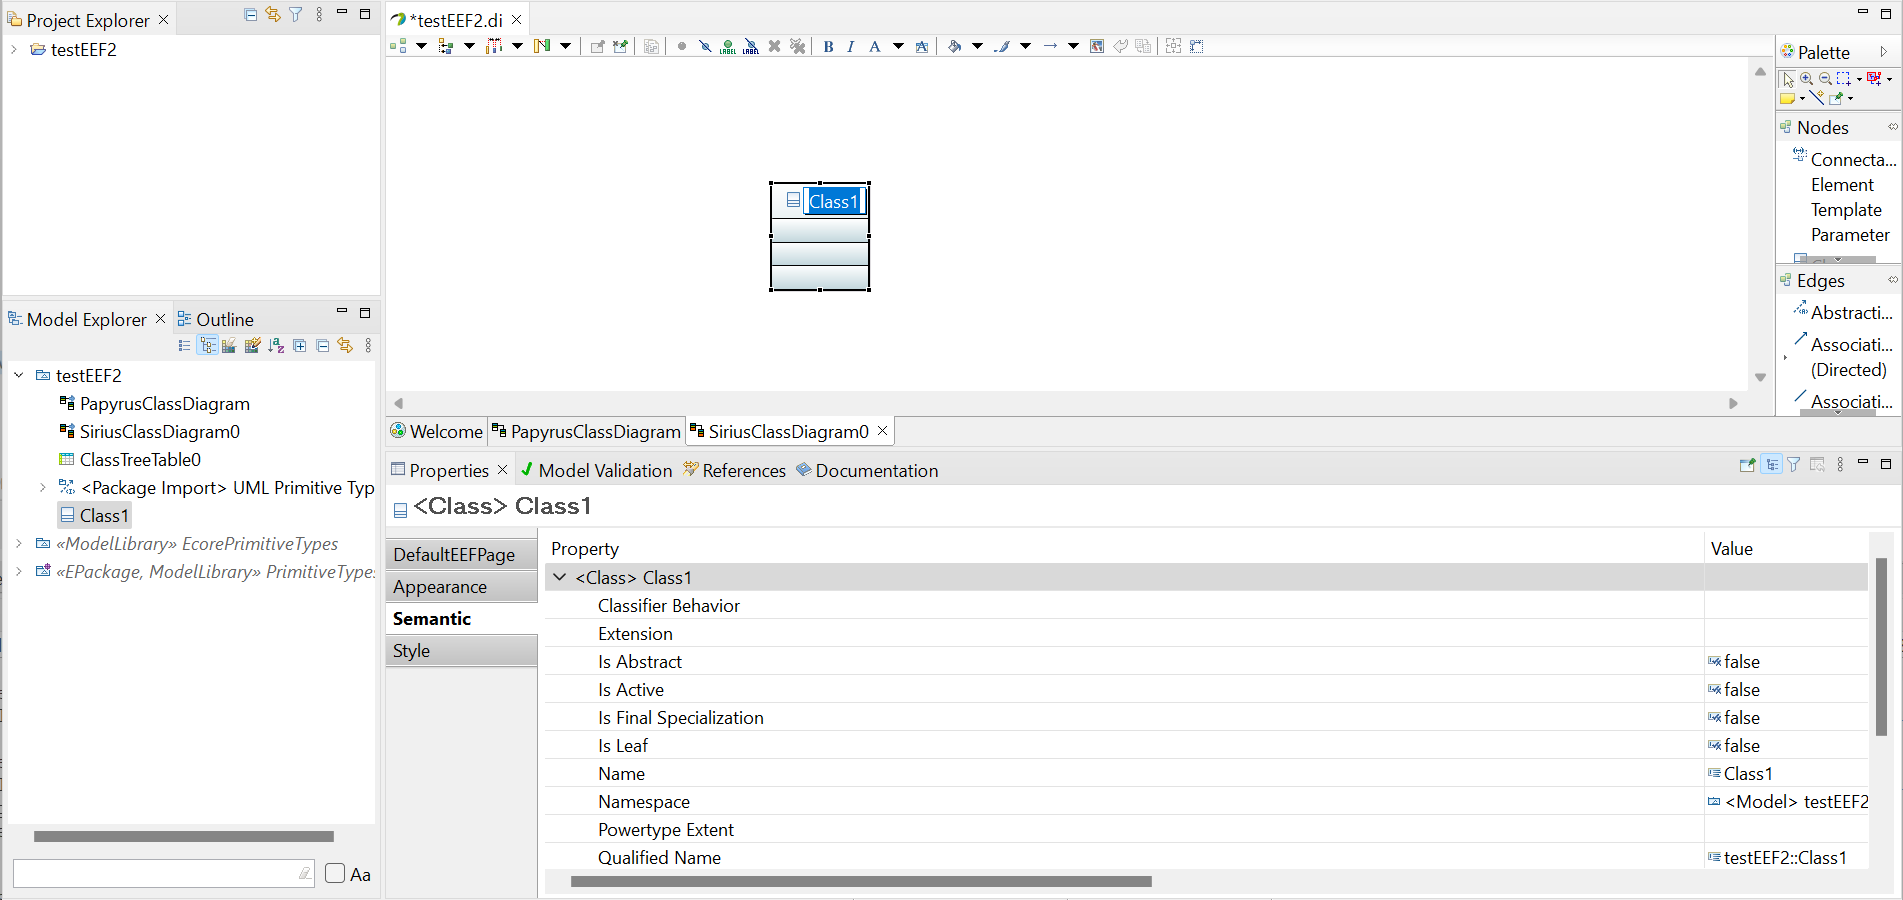 Project Explorer
testEEF2
Model Explorer
Outline
testEEF2
PapyrusClassDiagram
SiriusClassDiagram0
ClassTreeTable0
<Package Import> UML Primitive Typ
Class1
«ModelLibrary» EcorePrimitiveTypes
«EPackage, ModelLibrary» PrimitiveTypes
Aa
*testEEF2.di
LABEL
LABEL
B I A A
Class1
Palette
Nodes
Connecta...
Element
Template
Parameter
Edges
Abstracti...
Associati...
(Directed)
Associati...
Welcome
PapyrusClassDiagram
SiriusClassDiagram0
Properties
Model Validation
References
Documentation
<Class> Class1
DefaultEEFPage
Appearance
Semantic
Style
Property Value
<Class> Class1
Classifier Behavior
Extension
Is Abstract false
Is Active false
Is Final Specialization false
Is Leaf false
Name Class1
Namespace <Model> testEEF2
Powertype Extent
Qualified Name testEEF2::Class1